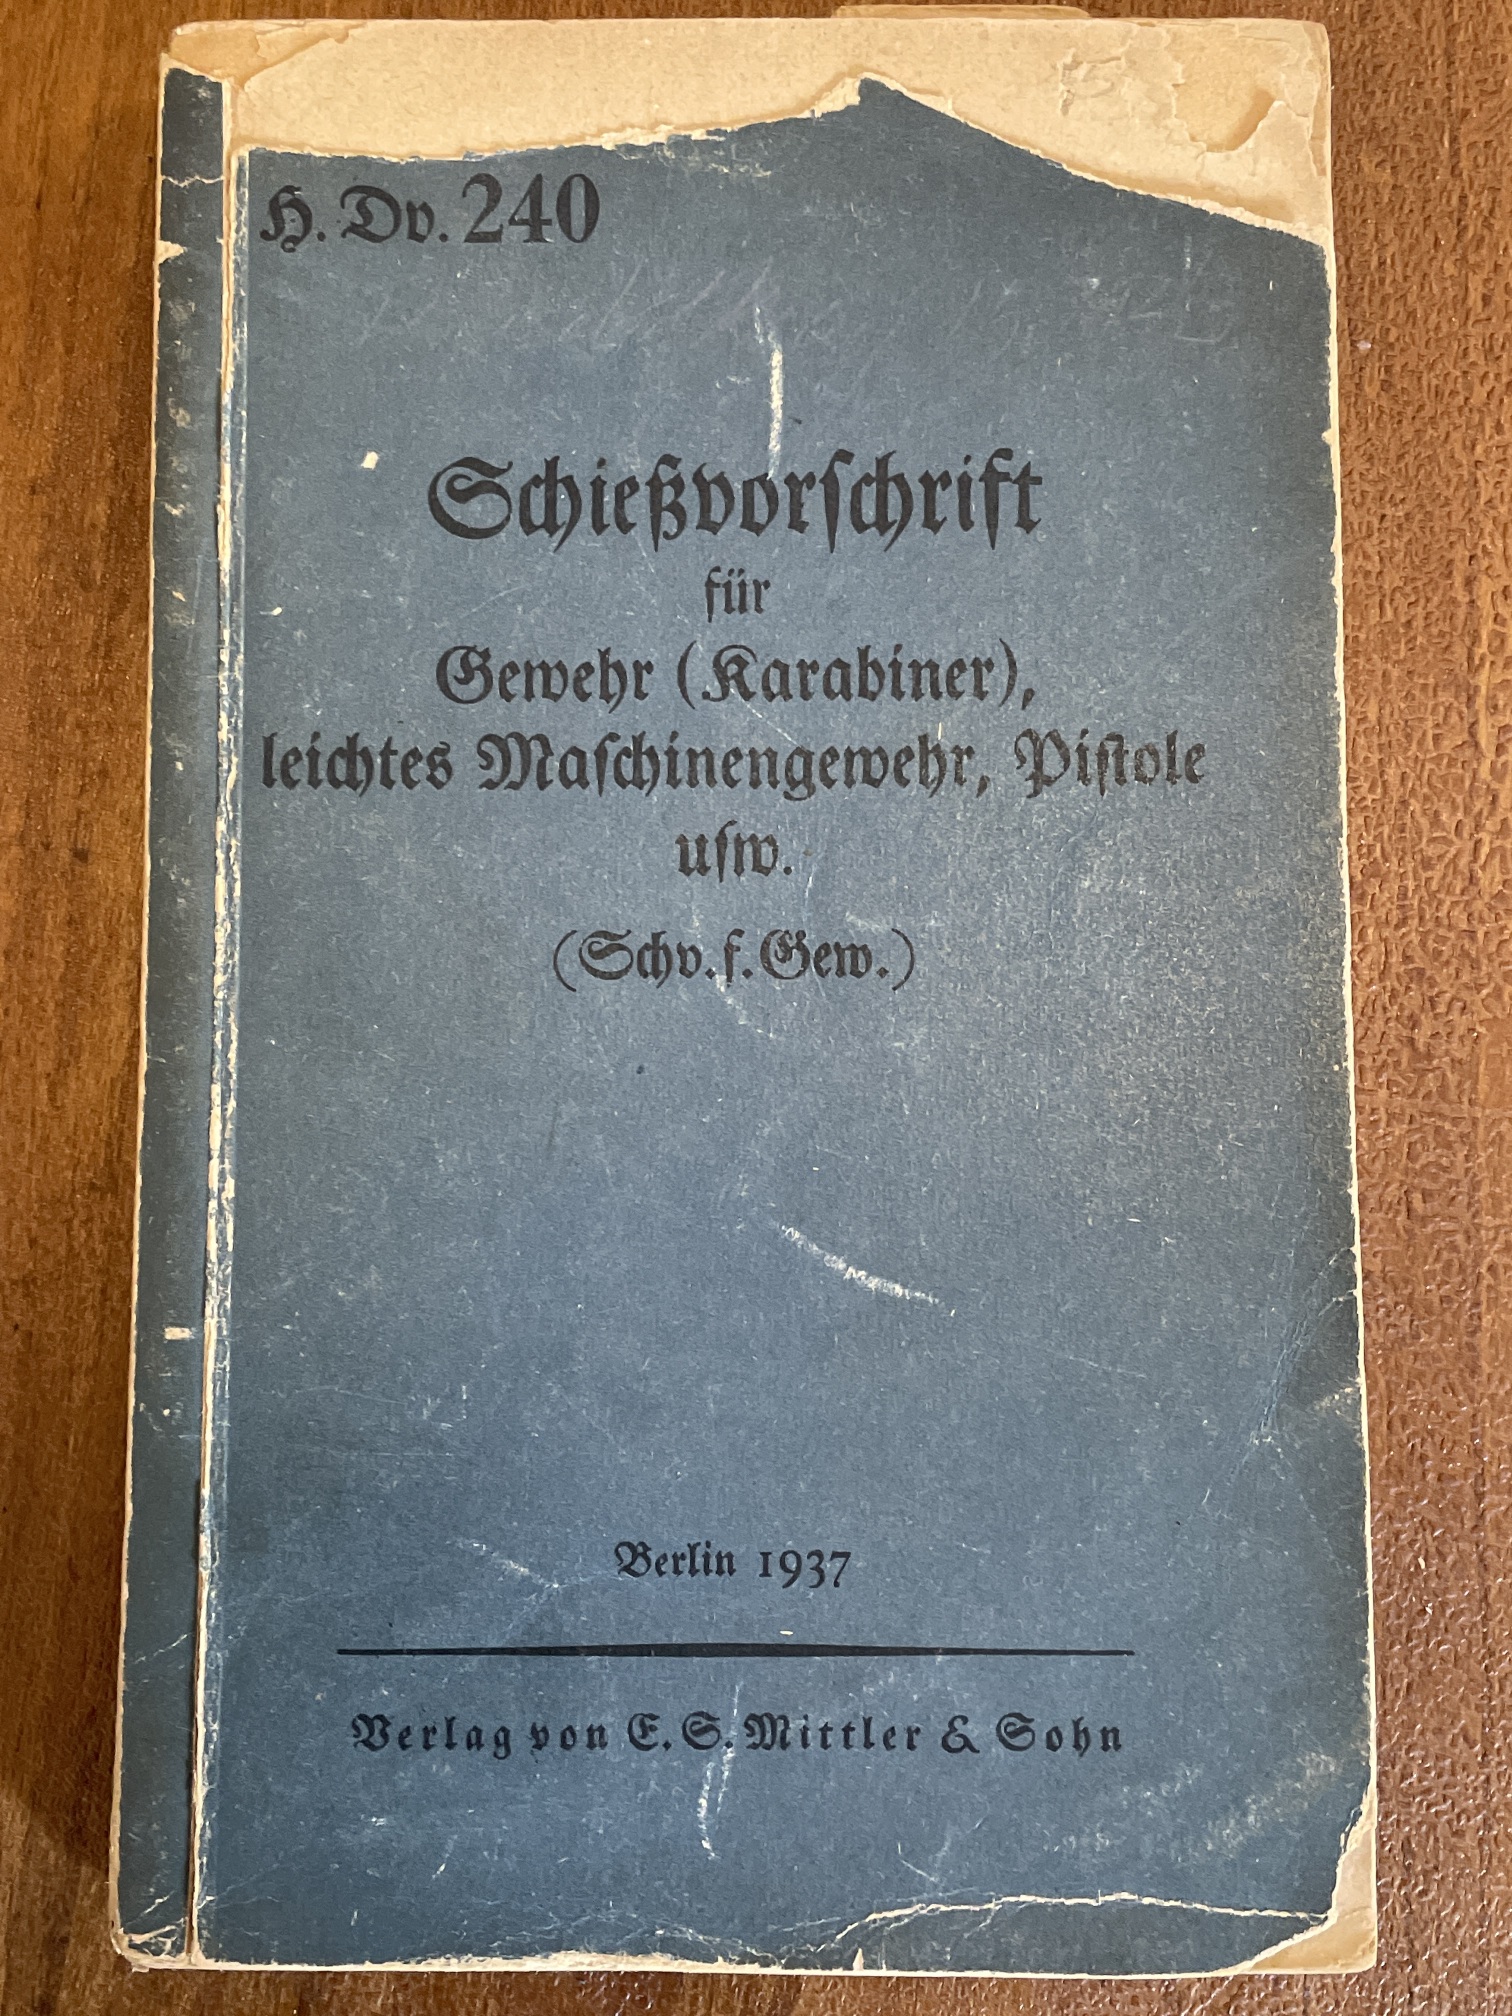 H. Dv. 240
Schießvorschrift
für
Gewehr (Karabiner),
leichtes Maschinengewehr, Pistole
usw.
(Schv. f. Gew.)
Berlin 1937
Verlag von E. S. Mittler & Sohn